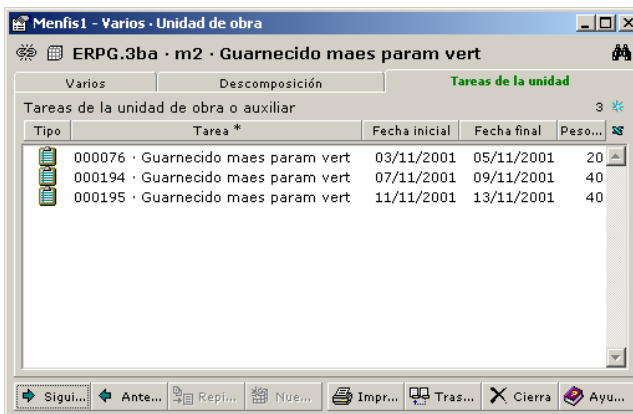 Menfis1 - Varios · Unidad de obra
ERPG.3ba · m2 · Guarnecido maes param vert
Varios Descomposición Tareas de la unidad
Tareas de la unidad de obra o auxiliar 3
Tipo Tarea * Fecha inicial Fecha final Peso...
000076 · Guarnecido maes param vert 03/11/2001 05/11/2001 20
000194 · Guarnecido maes param vert 07/11/2001 09/11/2001 40
000195 · Guarnecido maes param vert 11/11/2001 13/11/2001 40
Sigui... Ante... Repi... Nue... Impr... Tras... Cierra Ayu...